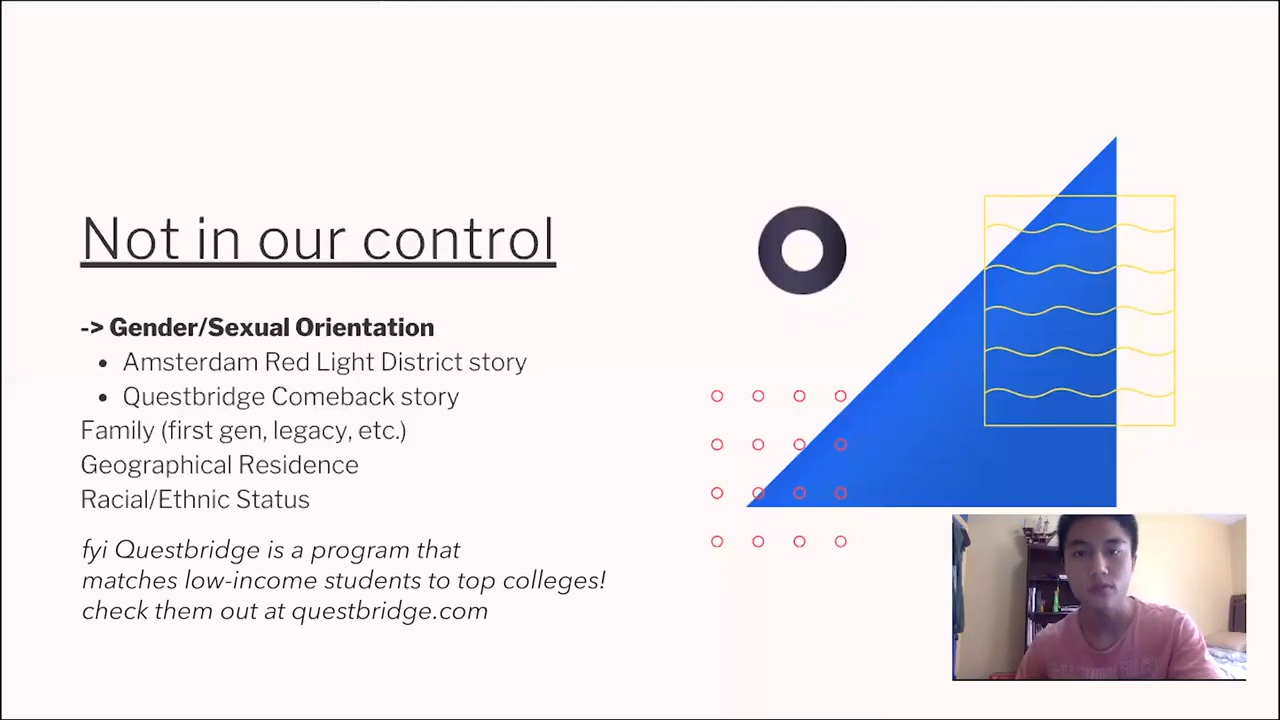 Not in our control
-> Gender/Sexual Orientation
• Amsterdam Red Light District story
• Questbridge Comeback story
Family (first gen, legacy, etc.)
Geographical Residence
Racial/Ethnic Status
fyi Questbridge is a program that
matches low-income students to top colleges!
check them out at questbridge.com